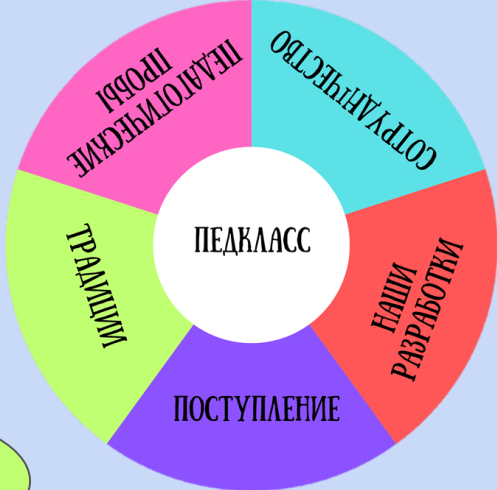 ПЕДАГОГИЧЕСКИЕ
ПРОБЫ
СОТРУДНИЧЕСТВО
ПЕДКЛАСС
ТРАДИЦИИ
НАШИ
РАЗРАБОТКИ
ПОСТУПЛЕНИЕ